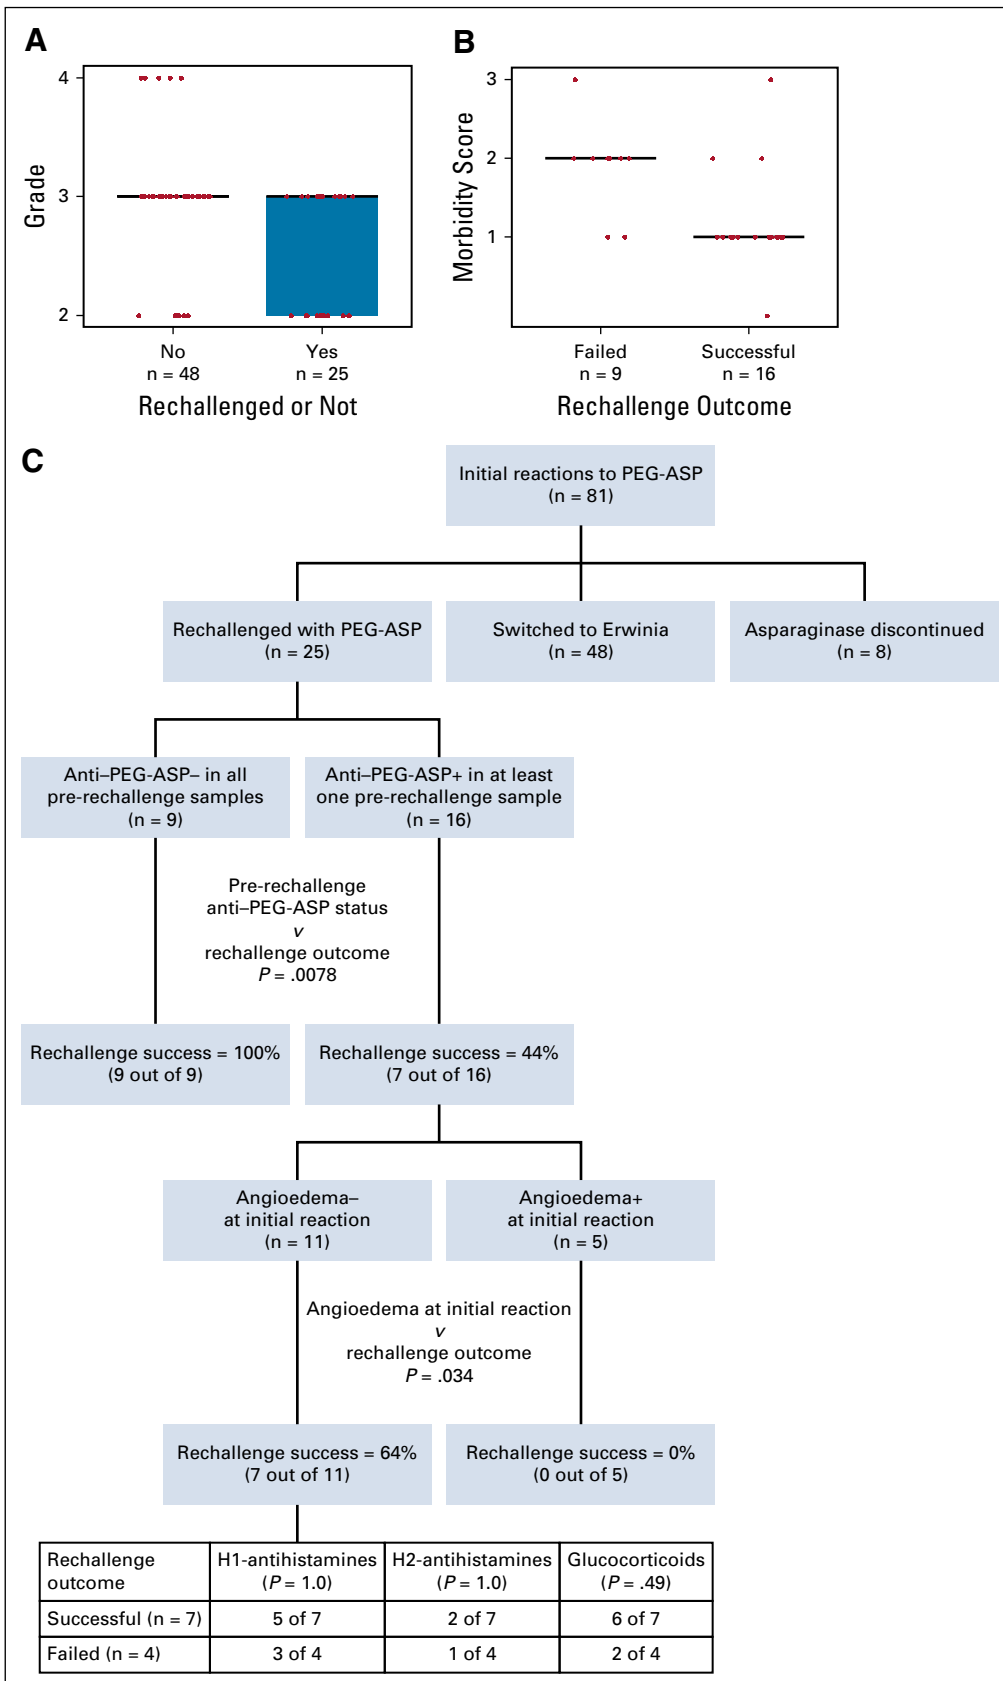 A
Grade
4
3
2
No
n = 48
Yes
n = 25
Rechallenged or Not
B
Morbidity Score
3
2
1
Failed
n = 9
Successful
n = 16
Rechallenge Outcome
C
Initial reactions to PEG-ASP
(n = 81)
Rechallenged with PEG-ASP
(n = 25)
Switched to Erwinia
(n = 48)
Asparaginase discontinued
(n = 8)
Anti–PEG-ASP– in all
pre-rechallenge samples
(n = 9)
Anti–PEG-ASP+ in at least
one pre-rechallenge sample
(n = 16)
Pre-rechallenge
anti–PEG-ASP status
v
rechallenge outcome
P = .0078
Rechallenge success = 100%
(9 out of 9)
Rechallenge success = 44%
(7 out of 16)
Angioedema–
at initial reaction
(n = 11)
Angioedema+
at initial reaction
(n = 5)
Angioedema at initial reaction
v
rechallenge outcome
P = .034
Rechallenge success = 64%
(7 out of 11)
Rechallenge success = 0%
(0 out of 5)
Rechallenge
outcome
H1-antihistamines
(P = 1.0)
H2-antihistamines
(P = 1.0)
Glucocorticoids
(P = .49)
Successful (n = 7)
5 of 7
2 of 7
6 of 7
Failed (n = 4)
3 of 4
1 of 4
2 of 4